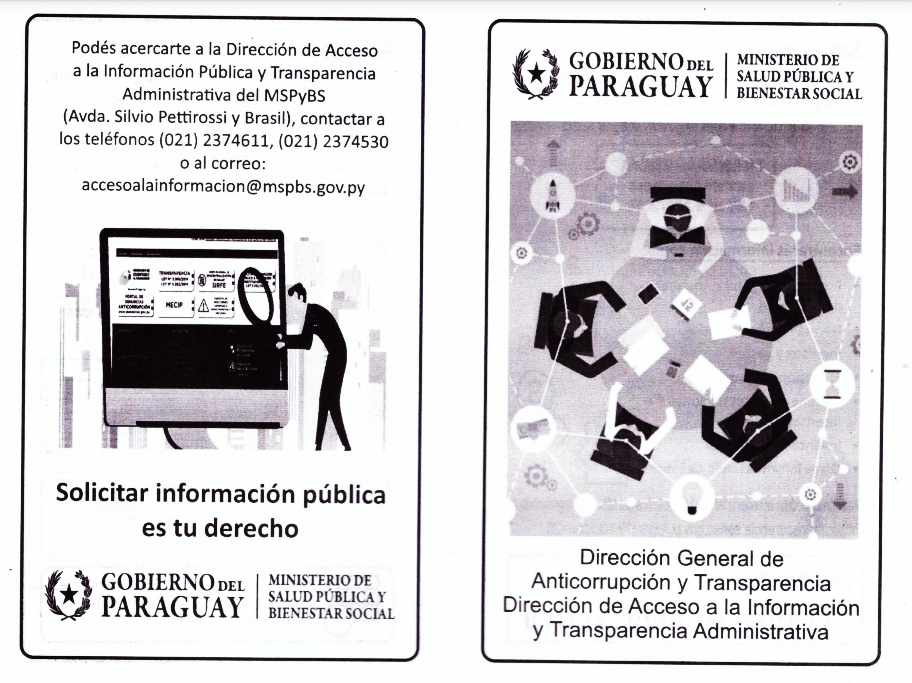 Podés acercarte a la Dirección de Acceso
a la Información Pública y Transparencia
Administrativa del MSPyBS
(Avda. Silvio Pettirossi y Brasil), contactar a
los teléfonos (021) 2374611, (021) 2374530
o al correo:
accesoalainformacion@mspbs.gov.py
TRANSPARENCIA
SIRFE
PORTAL DE
DENUNCIAS
ANTICORRUPCIÓN
MECIP
Solicitar información pública
es tu derecho
GOBIERNO DEL
PARAGUAY
MINISTERIO DE
SALUD PÚBLICA Y
BIENESTAR SOCIAL
GOBIERNO DEL
PARAGUAY
MINISTERIO DE
SALUD PÚBLICA Y
BIENESTAR SOCIAL
Dirección General de
Anticorrupción y Transparencia
Dirección de Acceso a la Información
y Transparencia Administrativa